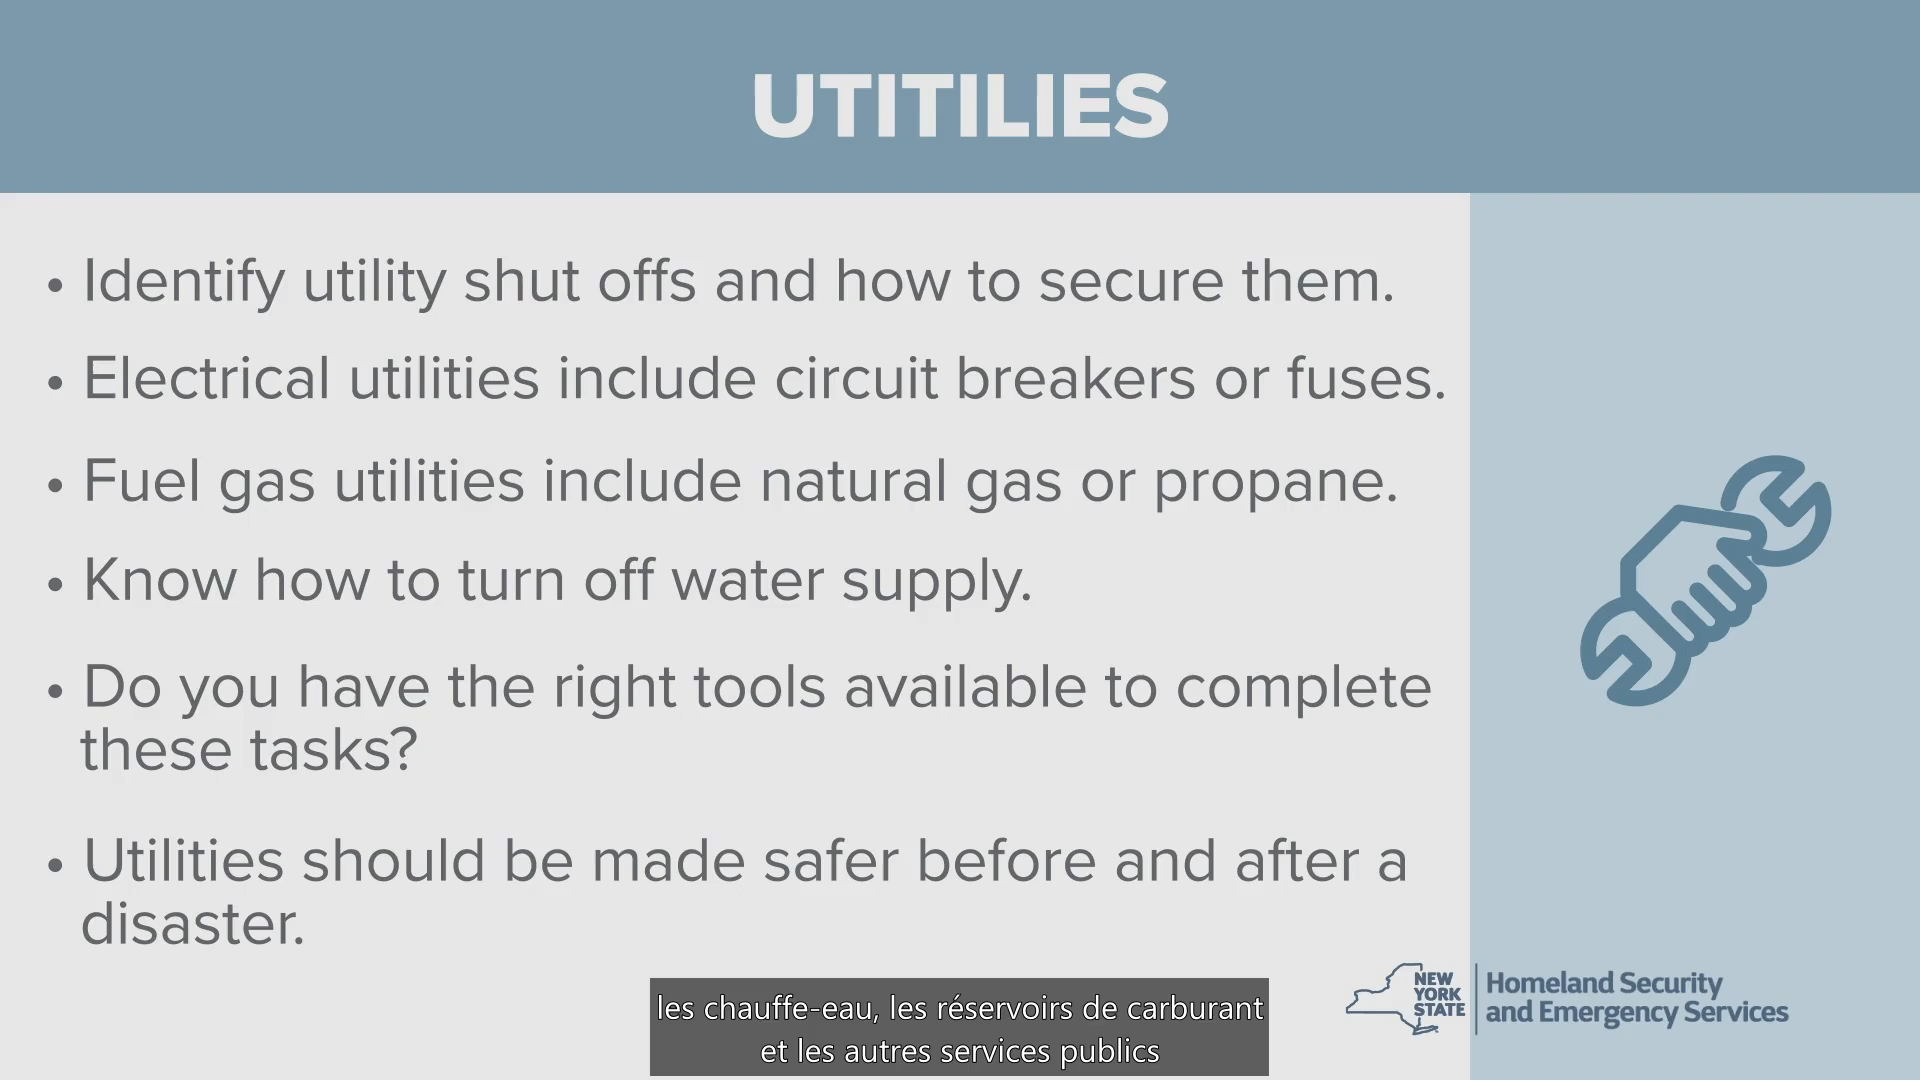 UTITILIES
• Identify utility shut offs and how to secure them.
• Electrical utilities include circuit breakers or fuses.
• Fuel gas utilities include natural gas or propane.
• Know how to turn off water supply.
• Do you have the right tools available to complete
these tasks?
• Utilities should be made safer before and after a
disaster.
NEW
YORK
STATE
Homeland Security
and Emergency Services
les chauffe-eau, les réservoirs de carburant
et les autres services publics